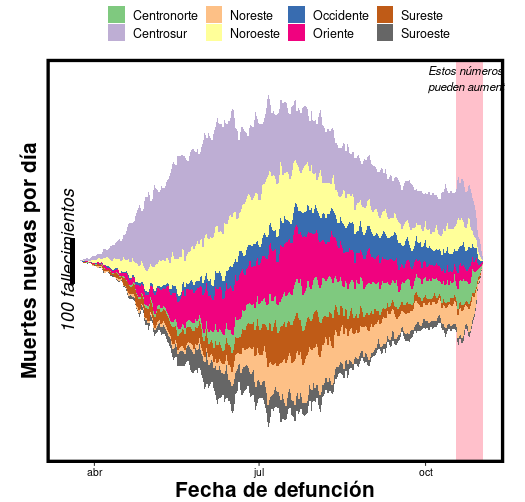 Centronorte Noreste Occidente Sureste
Centrosur Noroeste Oriente Suroeste
Estos números
pueden aument
Muertes nuevas por día
100 fallecimientos
abr jul oct
Fecha de defunción